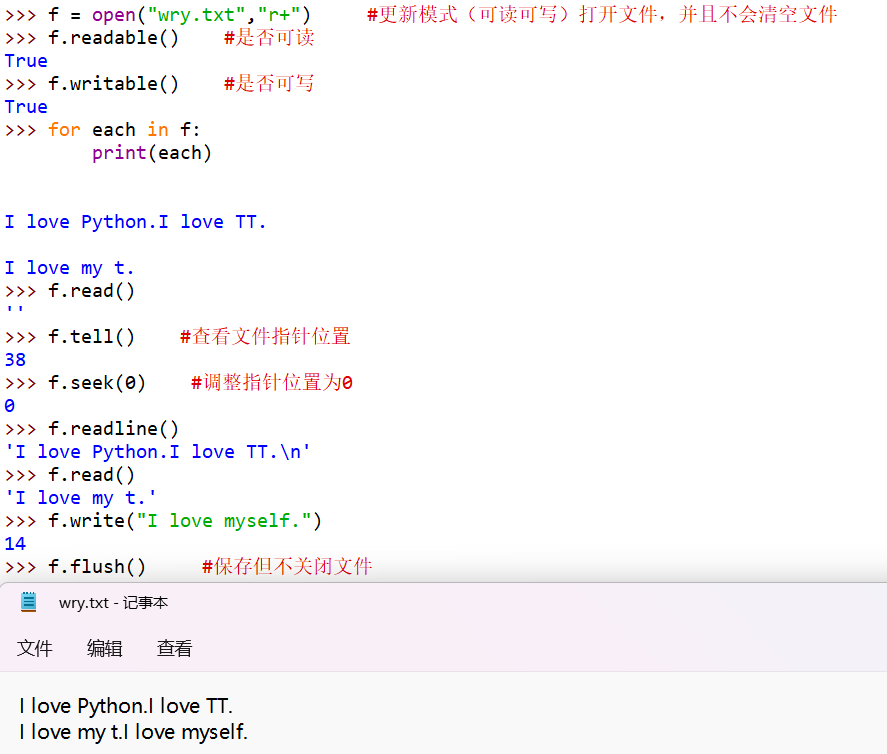 >>> f = open("wry.txt","r+")     #更新模式（可读可写）打开文件，并且不会清空文件
>>> f.readable()    #是否可读
True
>>> f.writable()    #是否可写
True
>>> for each in f:
        print(each)
I love Python.I love TT.
I love my t.
>>> f.read()
''
>>> f.tell()    #查看文件指针位置
38
>>> f.seek(0)    #调整指针位置为0
0
>>> f.readline()
'I love Python.I love TT.\n'
>>> f.read()
'I love my t.'
>>> f.write("I love myself.")
14
>>> f.flush()     #保存但不关闭文件
wry.txt - 记事本
文件 编辑 查看
I love Python.I love TT.
I love my t.I love myself.